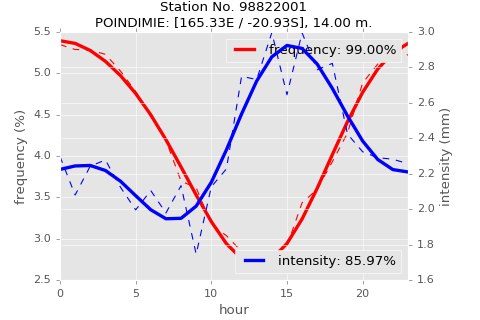 Station No. 98822001
POINDIMIE: [165.33E / -20.93S], 14.00 m.
frequency: 99.00%
intensity: 85.97%
frequency (%)
5.5
5.0
4.5
4.0
3.5
3.0
2.5
intensity (mm)
3.0
2.8
2.6
2.4
2.2
2.0
1.8
1.6
0 5 10 15 20
hour